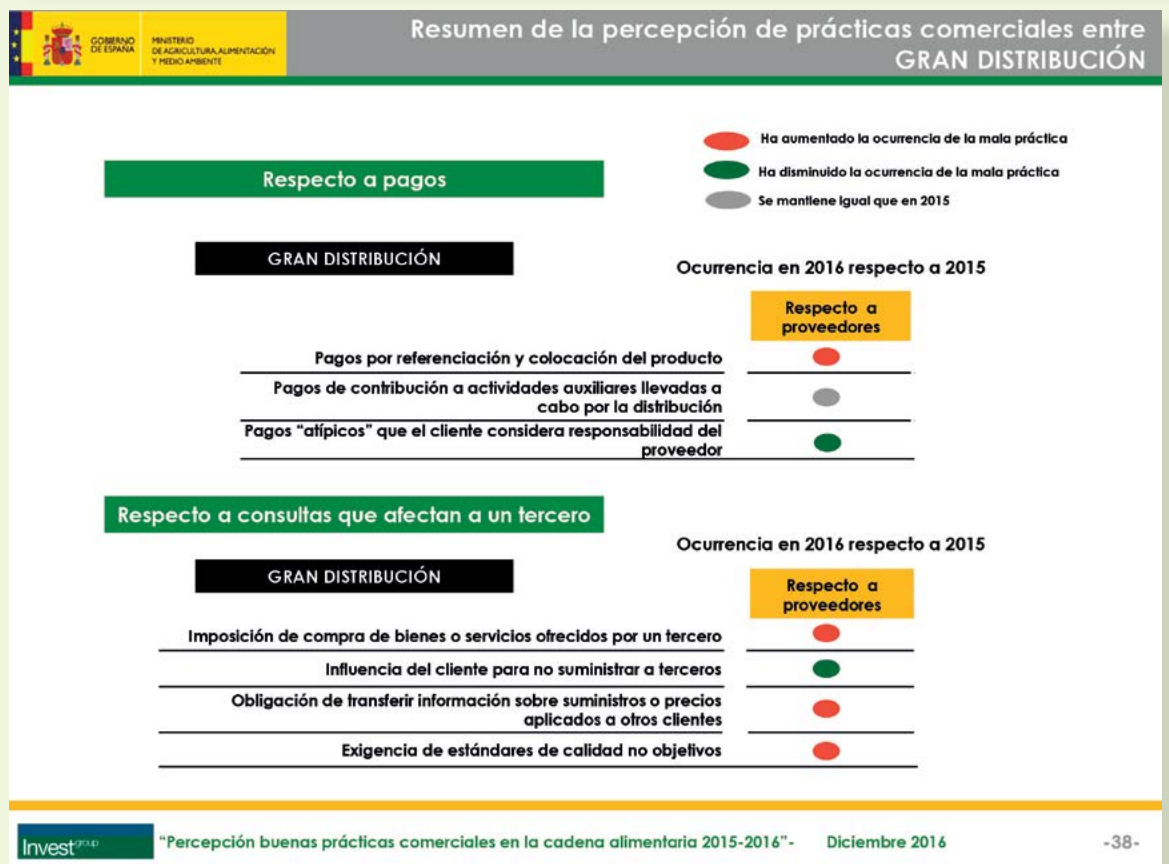 GOBIERNO
DE ESPAÑA
MINISTERIO
DE AGRICULTURA, ALIMENTACIÓN
Y MEDIO AMBIENTE
Resumen de la percepción de prácticas comerciales entre
GRAN DISTRIBUCIÓN
Ha aumentado la ocurrencia de la mala práctica
Ha disminuido la ocurrencia de la mala práctica
Se mantiene igual que en 2015
Respecto a pagos
GRAN DISTRIBUCIÓN
Ocurrencia en 2016 respecto a 2015
Respecto a
proveedores
Pagos por referenciación y colocación del producto
Pagos de contribución a actividades auxiliares llevadas a
cabo por la distribución
Pagos "atípicos" que el cliente considera responsabilidad del
proveedor
Respecto a consultas que afectan a un tercero
Ocurrencia en 2016 respecto a 2015
GRAN DISTRIBUCIÓN
Respecto a
proveedores
Imposición de compra de bienes o servicios ofrecidos por un tercero
Influencia del cliente para no suministrar a terceros
Obligación de transferir información sobre suministros o precios
aplicados a otros clientes
Exigencia de estándares de calidad no objetivos
Invest group
"Percepción buenas prácticas comerciales en la cadena alimentaria 2015-2016"- Diciembre 2016
-38-